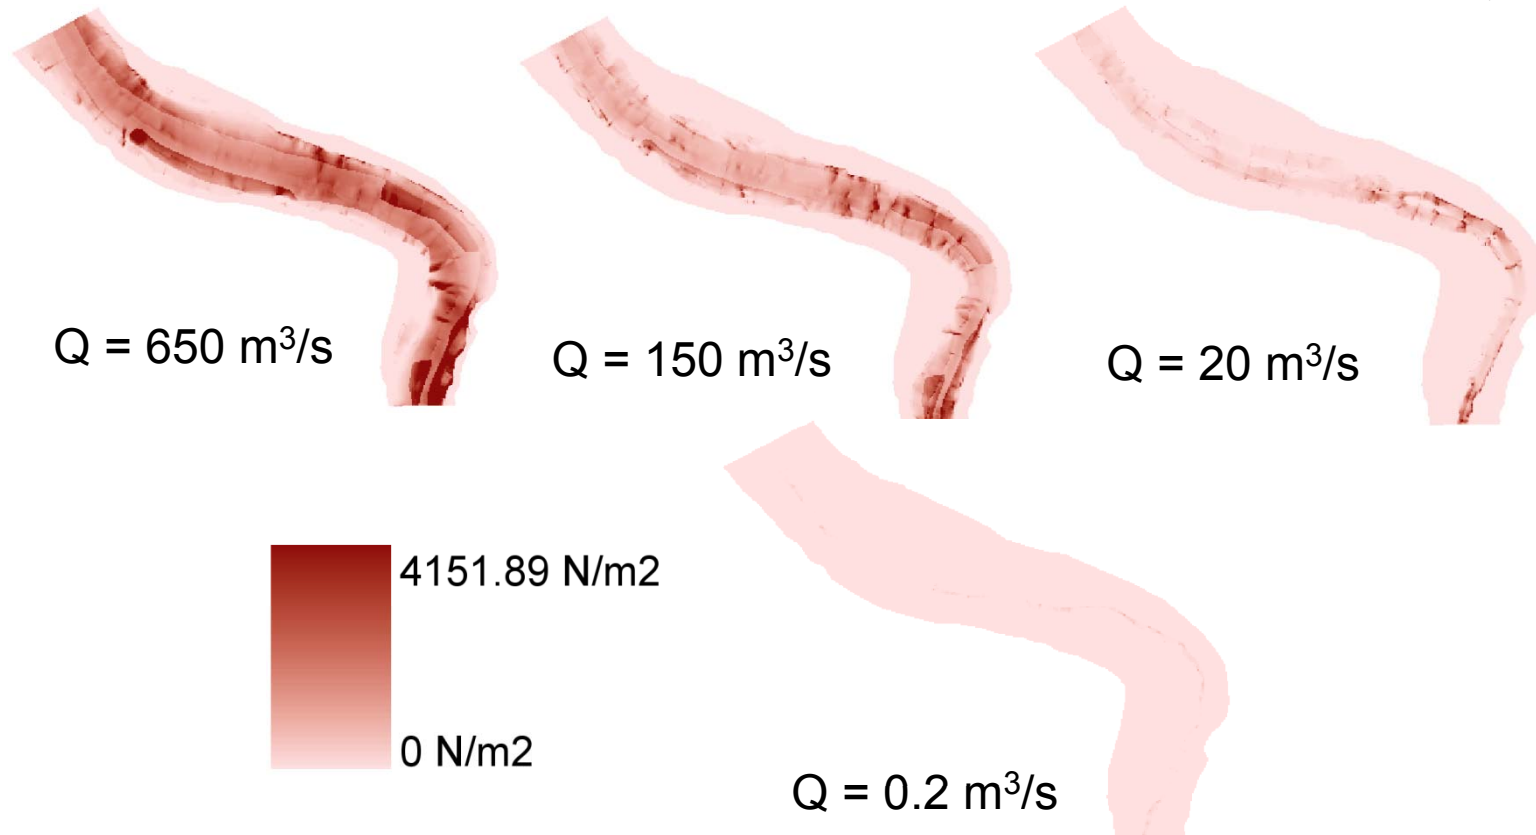 Q = 650 m³/s
Q = 150 m³/s
Q = 20 m³/s
4151.89 N/m2
0 N/m2
Q = 0.2 m³/s